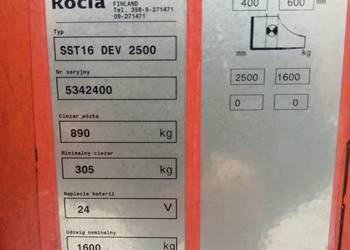 Rocla
FINLAND
Tel. 358-9-271471
09-271471
Typ
SST16 DEV 2500
Nr seryjny
5342400
Ciezar wózka
890 kg
Minimalny ciezar
305 kg
Napiecie baterii
24 V
Udzwig nominalny
1600 kg
400 600
mm kg
2500 1600
0 0